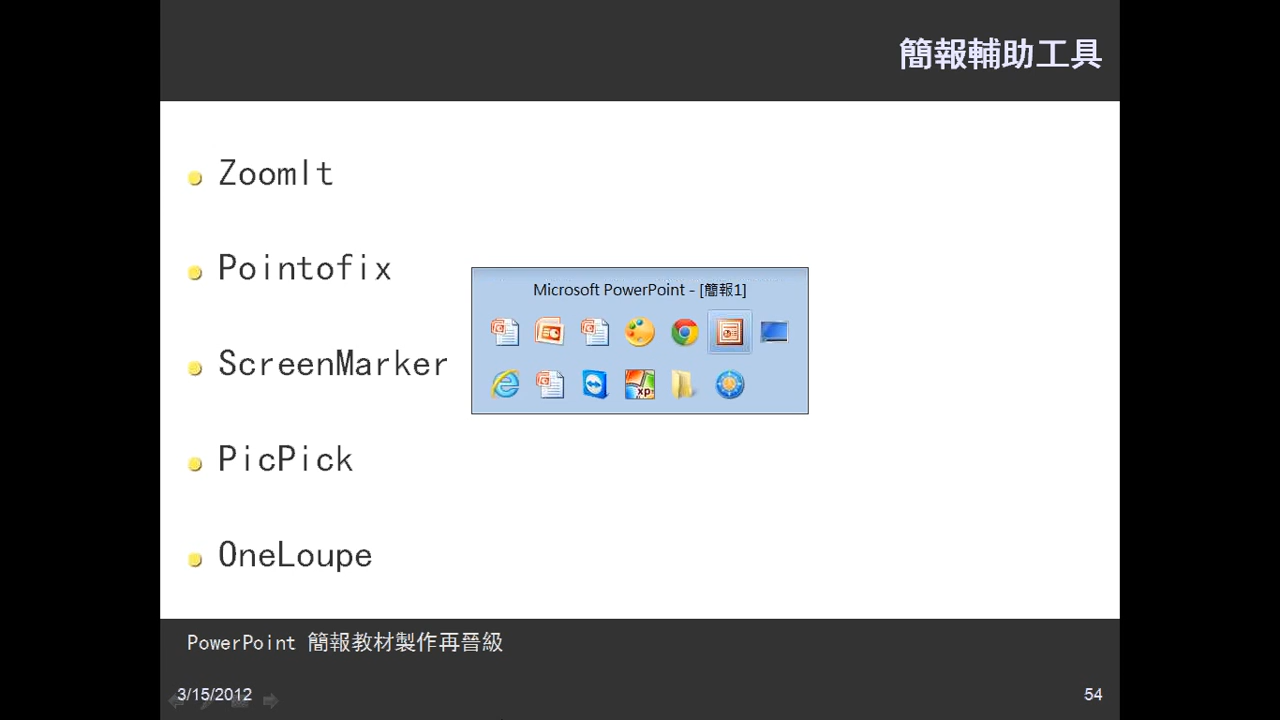 簡報輔助工具
ZoomIt
Pointofix
Microsoft PowerPoint - [簡報1]
ScreenMarker
xp
PicPick
OneLoupe
PowerPoint 簡報教材製作再晉級
3/15/2012
54